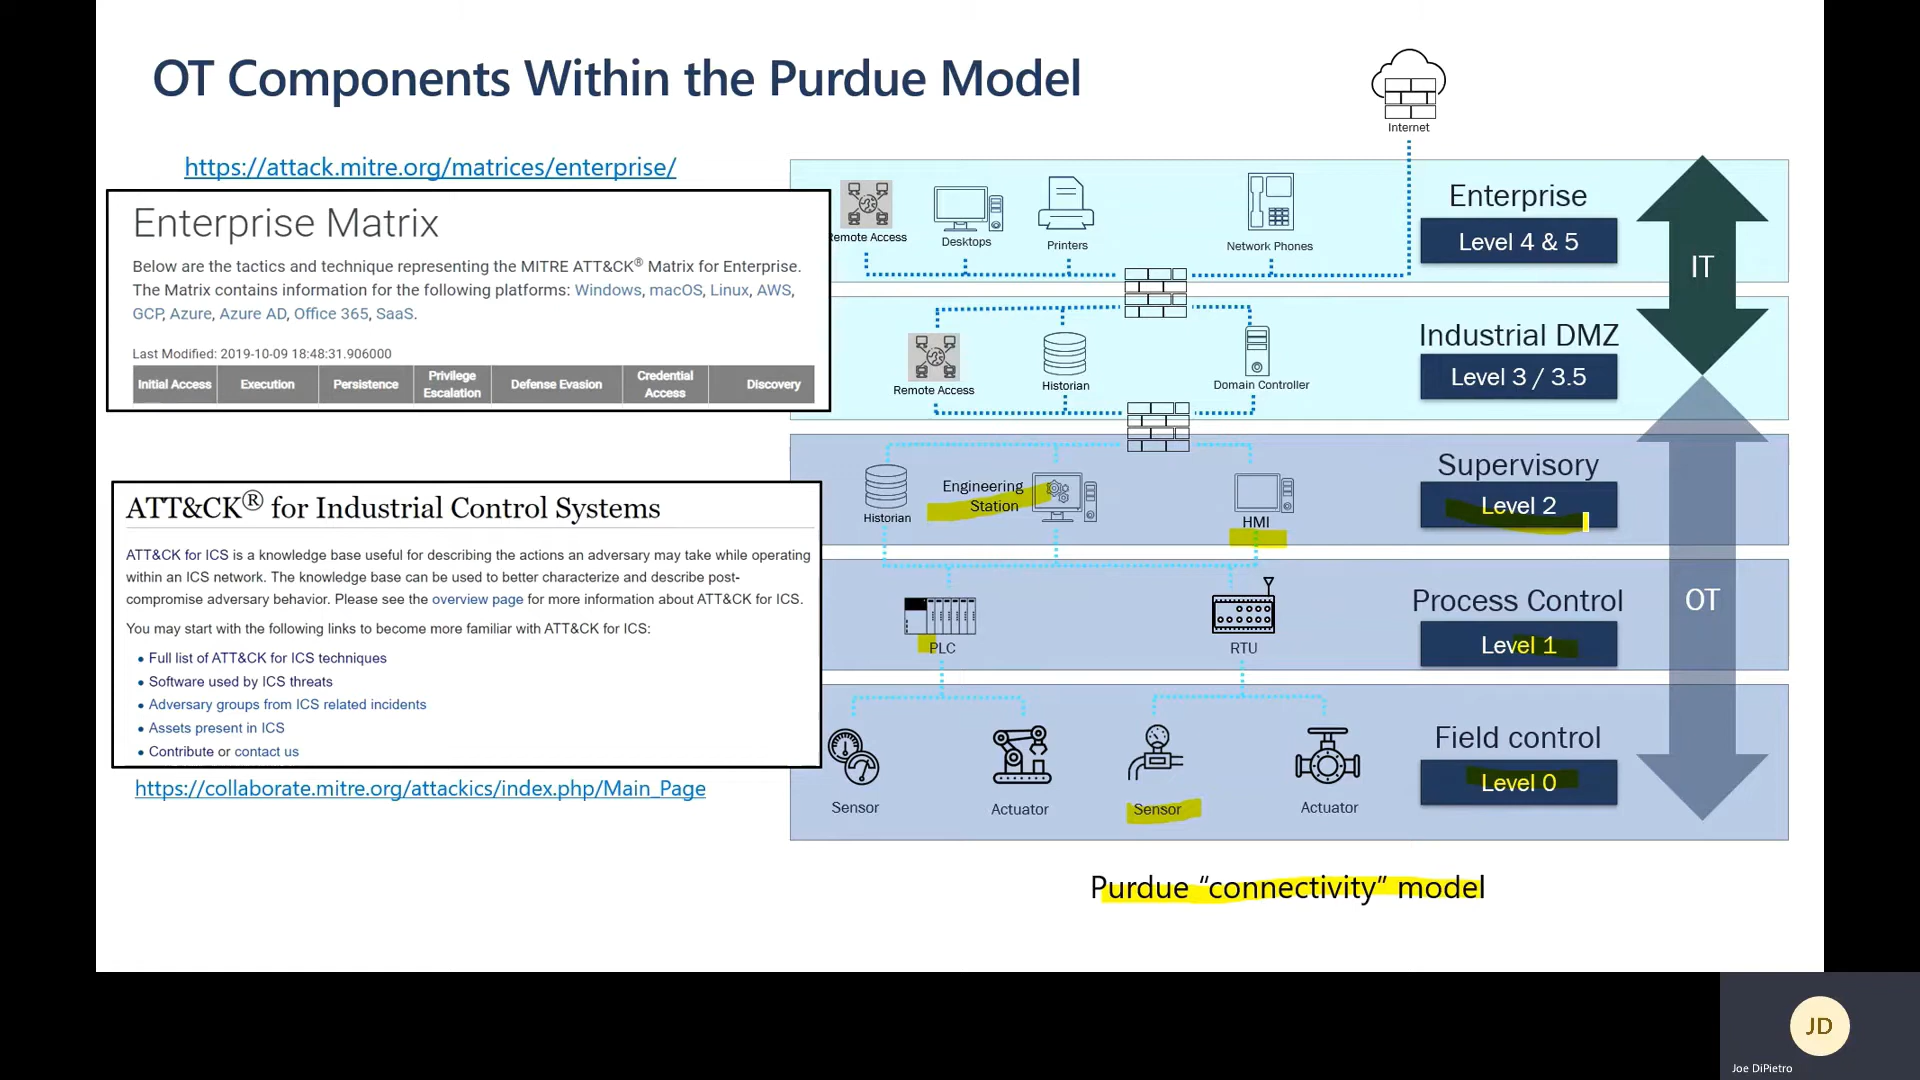 OT Components Within the Purdue Model
https://attack.mitre.org/matrices/enterprise/
Enterprise Matrix
Below are the tactics and technique representing the MITRE ATT&CK® Matrix for Enterprise.
The Matrix contains information for the following platforms: Windows, macOS, Linux, AWS,
GCP, Azure, Azure AD, Office 365, SaaS.
Last Modified: 2019-10-09 18:48:31.906000
Initial Access
Execution
Persistence
Privilege
Escalation
Defense Evasion
Credential
Access
Discovery
ATT&CK® for Industrial Control Systems
ATT&CK for ICS is a knowledge base useful for describing the actions an adversary may take while operating
within an ICS network. The knowledge base can be used to better characterize and describe post-
compromise adversary behavior. Please see the overview page for more information about ATT&CK for ICS.
You may start with the following links to become more familiar with ATT&CK for ICS:
• Full list of ATT&CK for ICS techniques
• Software used by ICS threats
• Adversary groups from ICS related incidents
• Assets present in ICS
• Contribute or contact us
https://collaborate.mitre.org/attackics/index.php/Main_Page
Internet
emote Access
Desktops
Printers
Network Phones
Enterprise
Level 4 & 5
IT
Remote Access
Historian
Domain Controller
Industrial DMZ
Level 3 / 3.5
Historian
Engineering
Station
HMI
Supervisory
Level 2
PLC
RTU
Process Control
Level 1
OT
Sensor
Actuator
Sensor
Actuator
Field control
Level 0
Purdue “connectivity” model
JD
Joe DiPietro